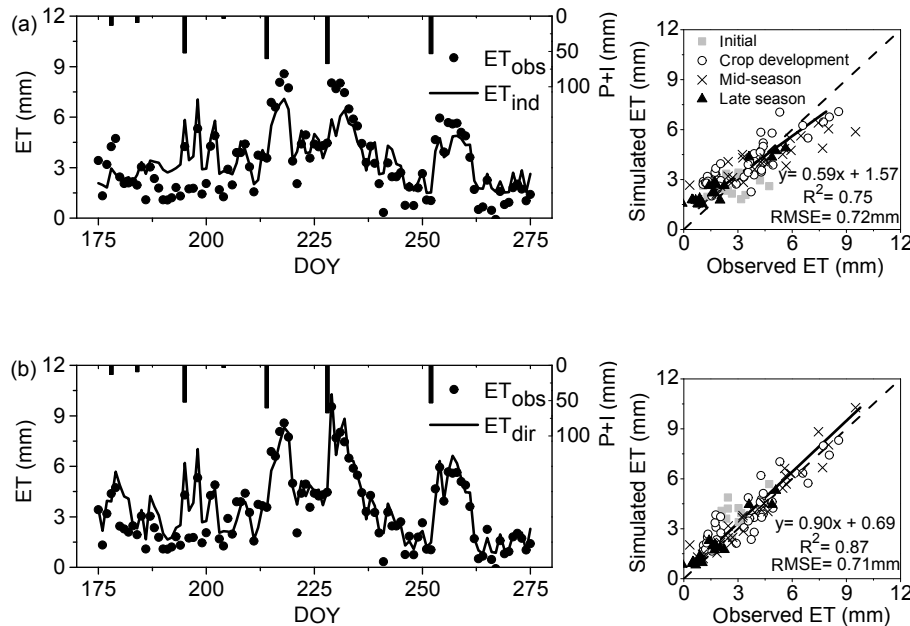 (a)
12
9
6
3
0
ET (mm)
175 200 225 250 275
DOY
0
50
100
P+I (mm)
ETobs
ETind
12
9
6
3
0
Simulated ET (mm)
Initial
Crop development
Mid-season
Late season
y= 0.59x + 1.57
R2= 0.75
RMSE= 0.72mm
0 3 6 9 12
Observed ET (mm)
(b)
12
9
6
3
0
ET (mm)
175 200 225 250 275
DOY
0
50
100
P+I (mm)
ETobs
ETdir
12
9
6
3
0
Simulated ET (mm)
y= 0.90x + 0.69
R2= 0.87
RMSE= 0.71mm
0 3 6 9 12
Observed ET (mm)